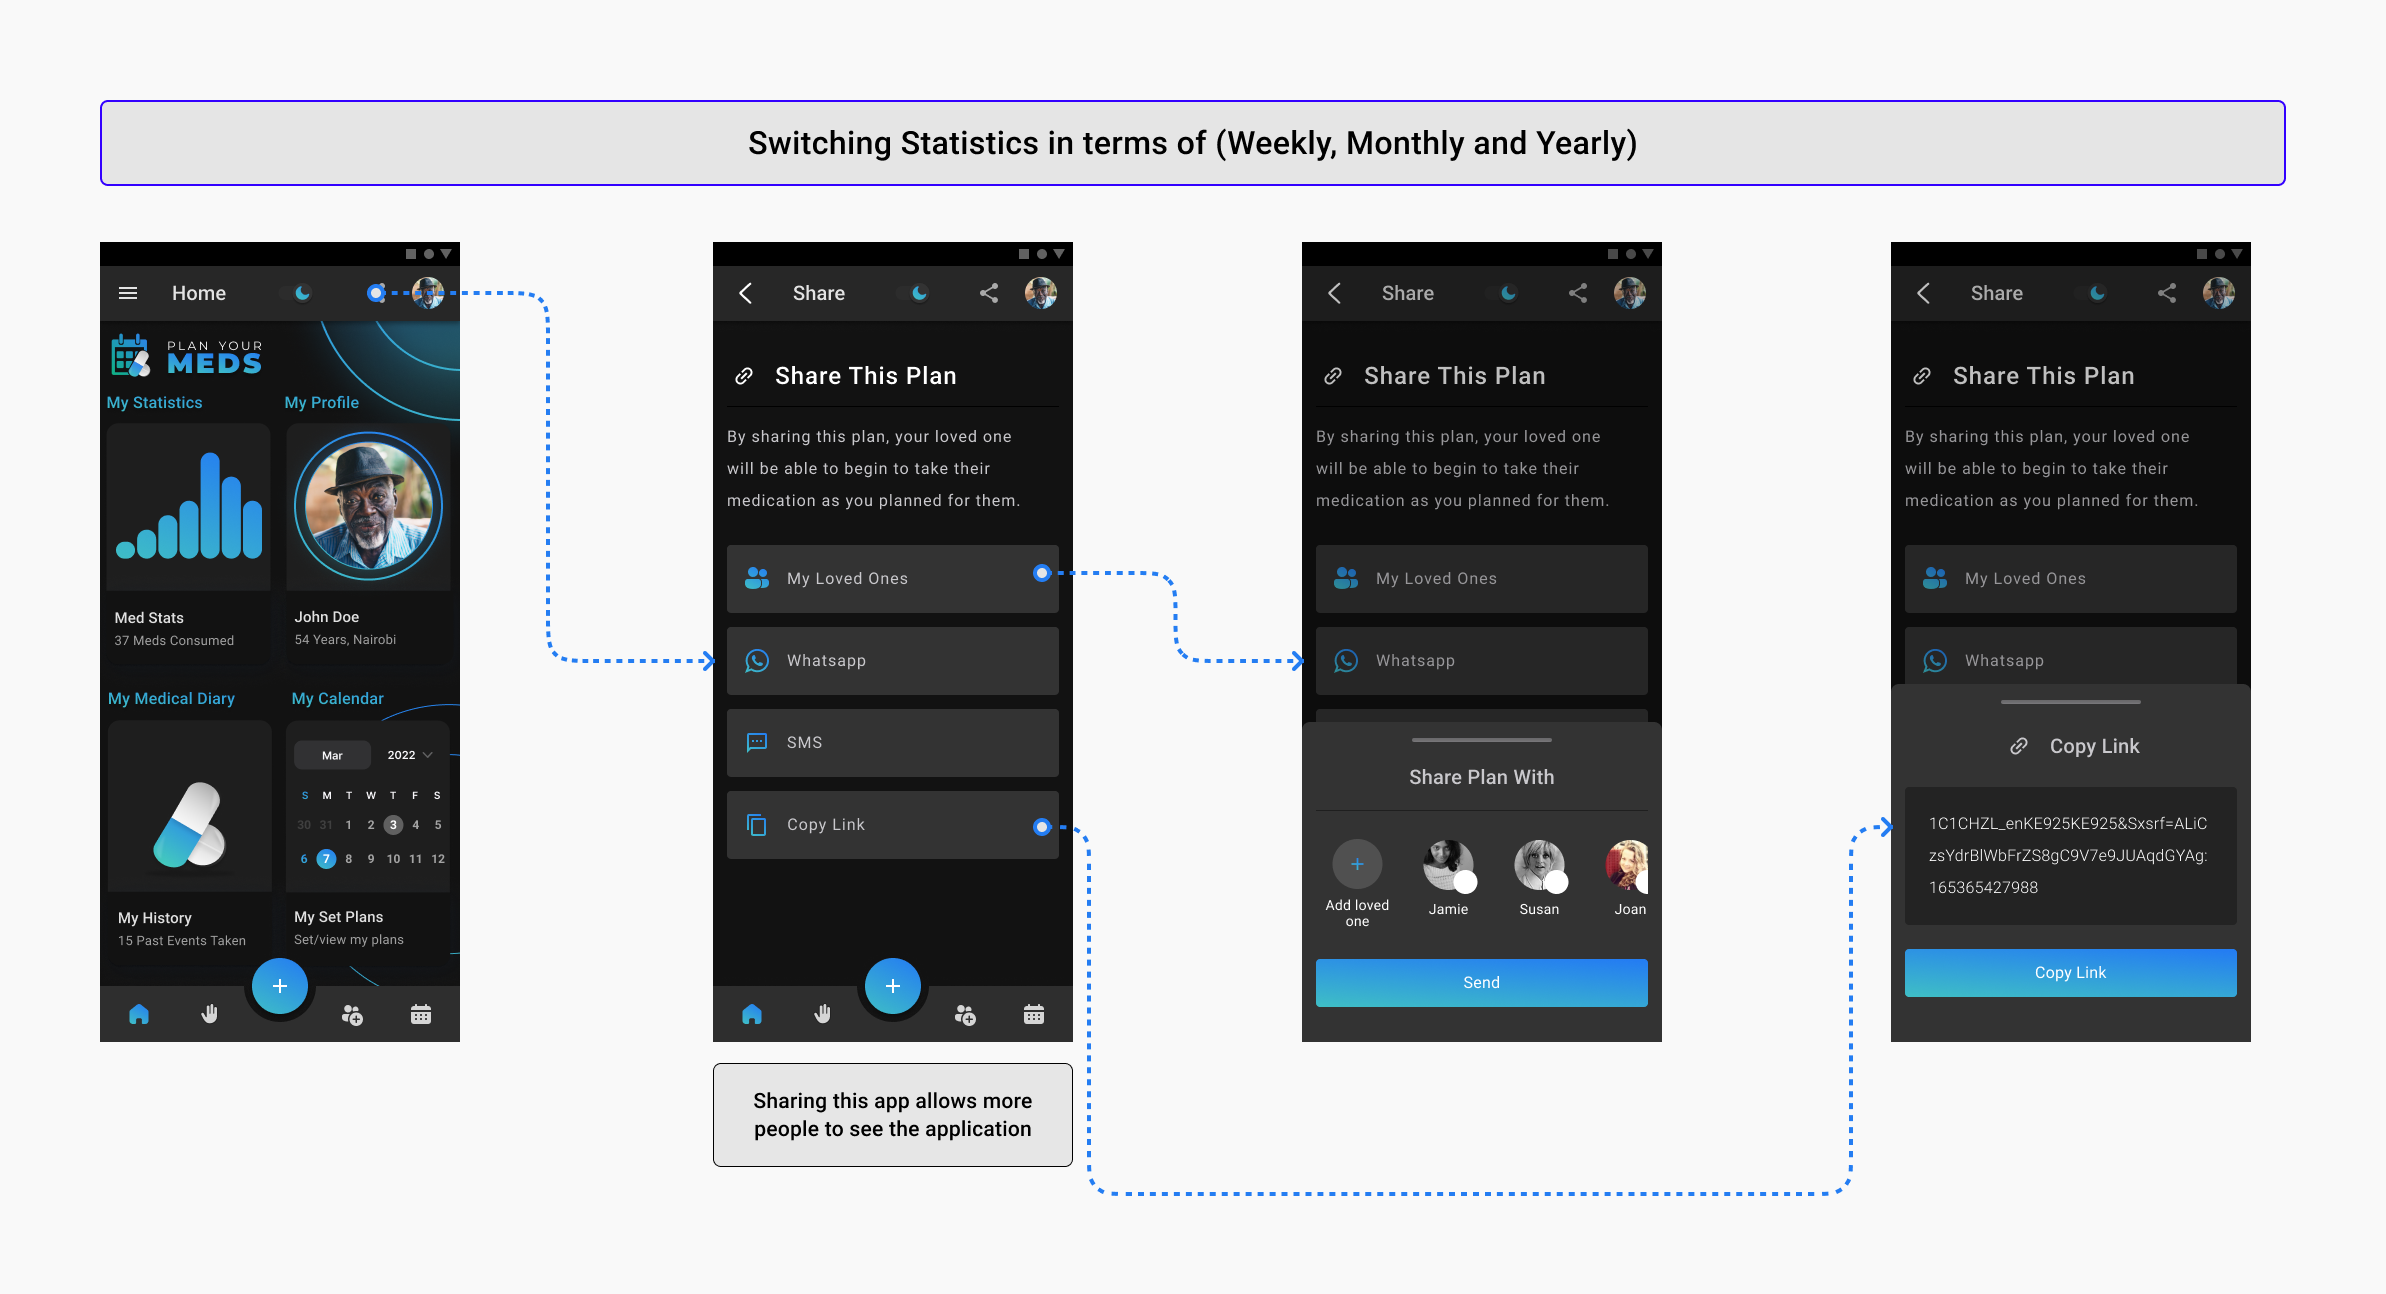 Switching Statistics in terms of (Weekly, Monthly and Yearly)
Home
PLAN YOUR
MEDS
My Statistics
My Profile
Med Stats
37 Meds Consumed
John Doe
54 Years, Nairobi
My Medical Diary
My Calendar
Mar
2022
S M T W T F S
30 31 1 2 3 4 5
6 7 8 9 10 11 12
My History
15 Past Events Taken
My Set Plans
Set/view my plans
Share
Share This Plan
By sharing this plan, your loved one
will be able to begin to take their
medication as you planned for them.
My Loved Ones
Whatsapp
SMS
Copy Link
Sharing this app allows more
people to see the application
Share
Share This Plan
By sharing this plan, your loved one
will be able to begin to take their
medication as you planned for them.
My Loved Ones
Whatsapp
Share Plan With
Add loved
one
Jamie
Susan
Joan
Send
Share
Share This Plan
By sharing this plan, your loved one
will be able to begin to take their
medication as you planned for them.
My Loved Ones
Whatsapp
Copy Link
1C1CHZL_enKE925KE925&Sxsrf=ALiC
zsYdrBlWbFrZS8gC9V7e9JUAqdGYAg:
165365427988
Copy Link